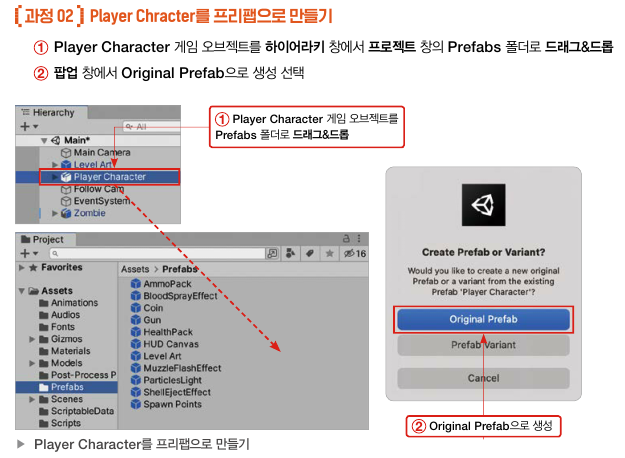 [과정 02] Player Chracter를 프리팹으로 만들기
① Player Character 게임 오브젝트를 하이어라키 창에서 프로젝트 창의 Prefabs 폴더로 드래그&드롭
② 팝업 창에서 Original Prefab으로 생성 선택
Hierarchy
All
Main*
Main Camera
Level Art
Player Character
Follow Cam
EventSystem
Zombie
① Player Character 게임 오브젝트를
Prefabs 폴더로 드래그&드롭
Project
16
Favorites
Assets
Animations
Audios
Fonts
Gizmos
Materials
Models
Post-Process P
Prefabs
Scenes
ScriptableData
Scripts
Assets > Prefabs
AmmoPack
BloodSprayEffect
Coin
Gun
HealthPack
HUD Canvas
Level Art
MuzzleFlashEffect
ParticlesLight
ShellEjectEffect
Spawn Points
Create Prefab or Variant?
Would you like to create a new original
Prefab or a variant from the existing
Prefab 'Player Character'?
Original Prefab
Prefab Variant
Cancel
② Original Prefab으로 생성
▶ Player Character를 프리팹으로 만들기